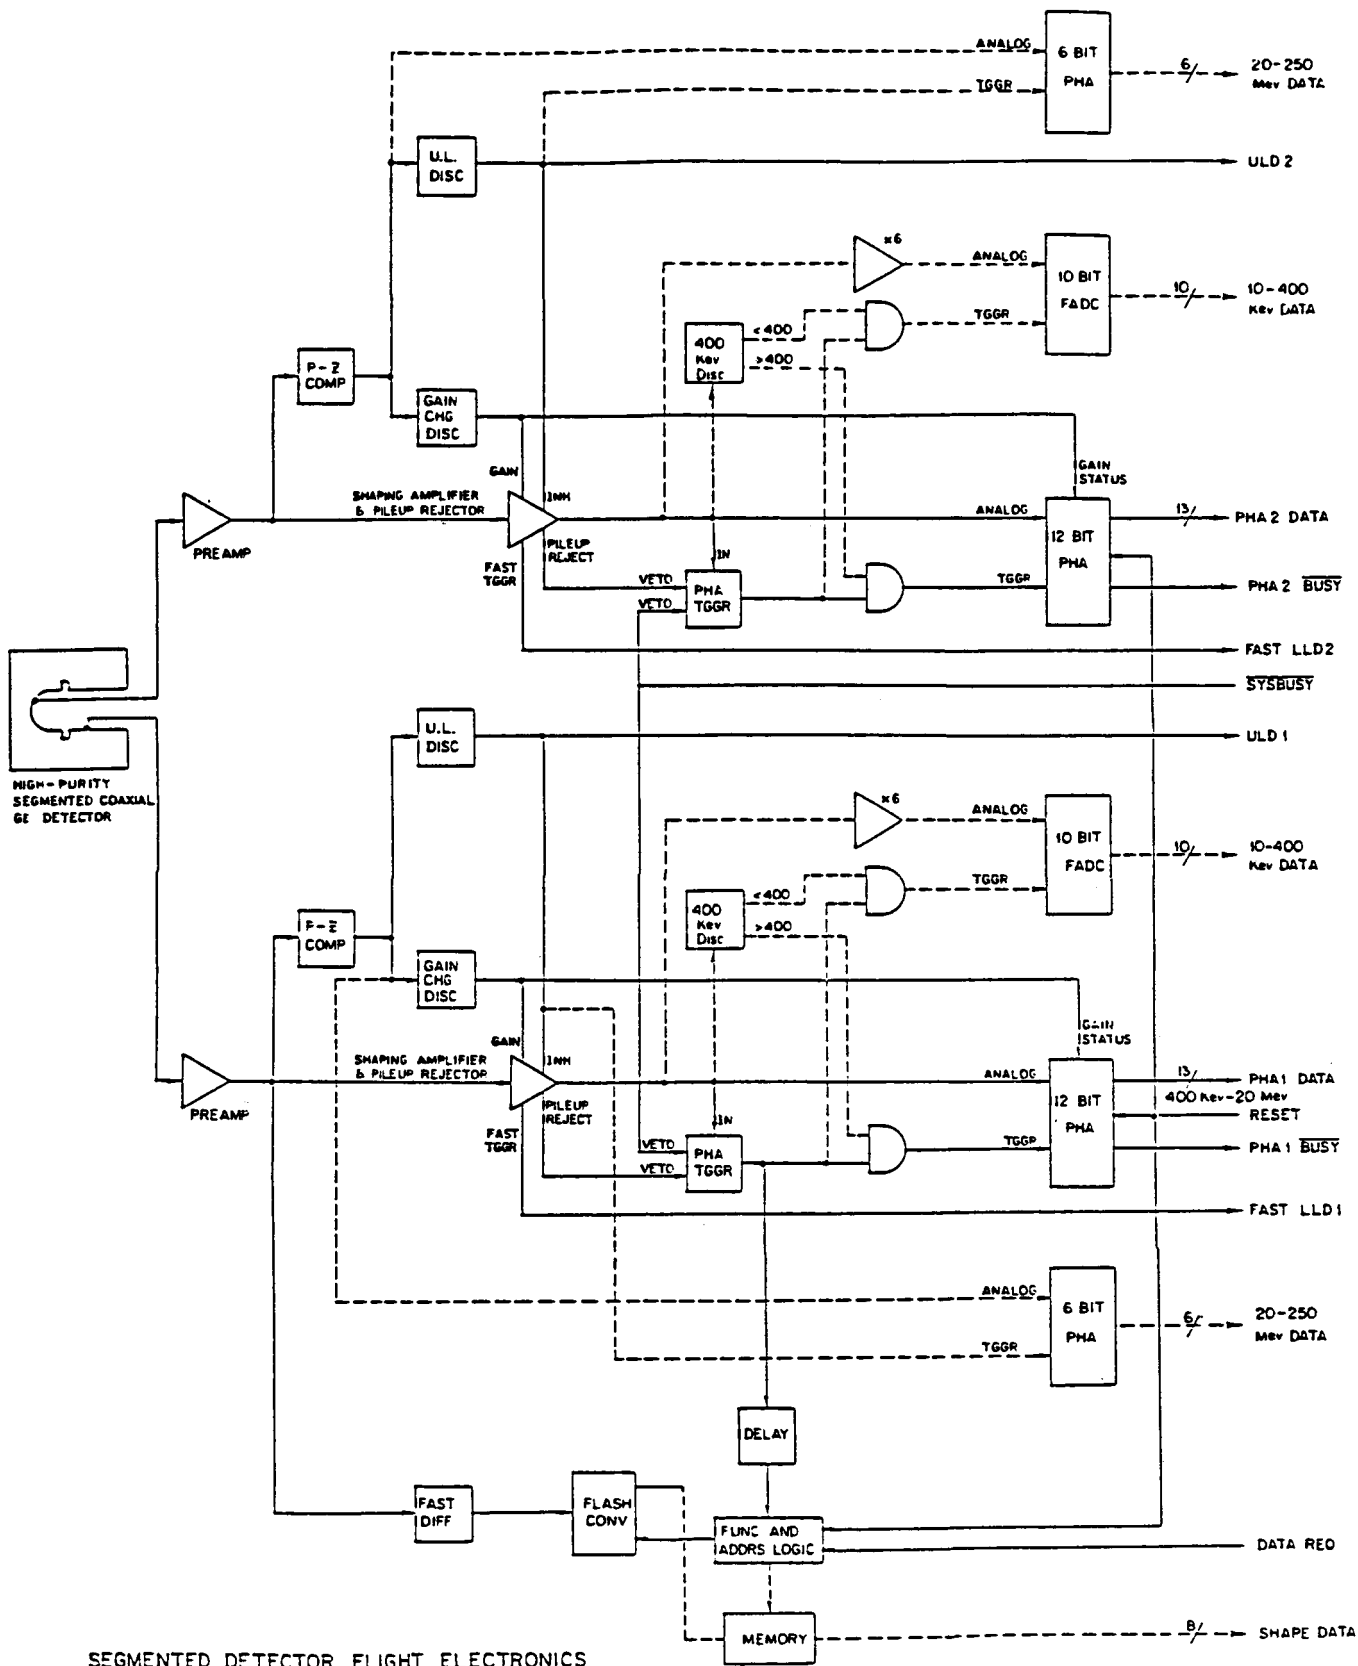 ANALOG
6 BIT
PHA
6
20-250
Mev DATA
TGGR
U.L.
DISC
ULD 2
×6
ANALOG
10 BIT
FADC
10
10-400
Kev DATA
TGGR
<400
>400
400
Kev
Disc
P-Z
COMP
GAIN
CHG
DISC
GAIN
STATUS
GAIN
INH
SHAPING AMPLIFIER
& PILEUP REJECTOR
PREAMP
PILEUP
REJECT
FAST
TGGR
IN
ANALOG
12 BIT
PHA
13
PHA 2 DATA
VETO
VETO
PHA
TGGR
TGGR
PHA 2 BUSY
FAST LLD2
SYSBUSY
HIGH-PURITY
SEGMENTED COAXIAL
GE DETECTOR
U.L.
DISC
ULD 1
×6
ANALOG
10 BIT
FADC
10
10-400
Kev DATA
TGGR
<400
>400
400
Kev
Disc
P-Z
COMP
GAIN
CHG
DISC
GAIN
STATUS
GAIN
INH
SHAPING AMPLIFIER
& PILEUP REJECTOR
PREAMP
PILEUP
REJECT
FAST
TGGR
IN
ANALOG
12 BIT
PHA
13
PHA 1 DATA
400 Kev-20 Mev
RESET
VETO
VETO
PHA
TGGR
TGGR
PHA 1 BUSY
FAST LLD1
ANALOG
6 BIT
PHA
6
20-250
Mev DATA
TGGR
DELAY
FAST
DIFF
FLASH
CONV
FUNC AND
ADDRS LOGIC
DATA REQ
MEMORY
8
SHAPE DATA
SEGMENTED DETECTOR FLIGHT ELECTRONICS